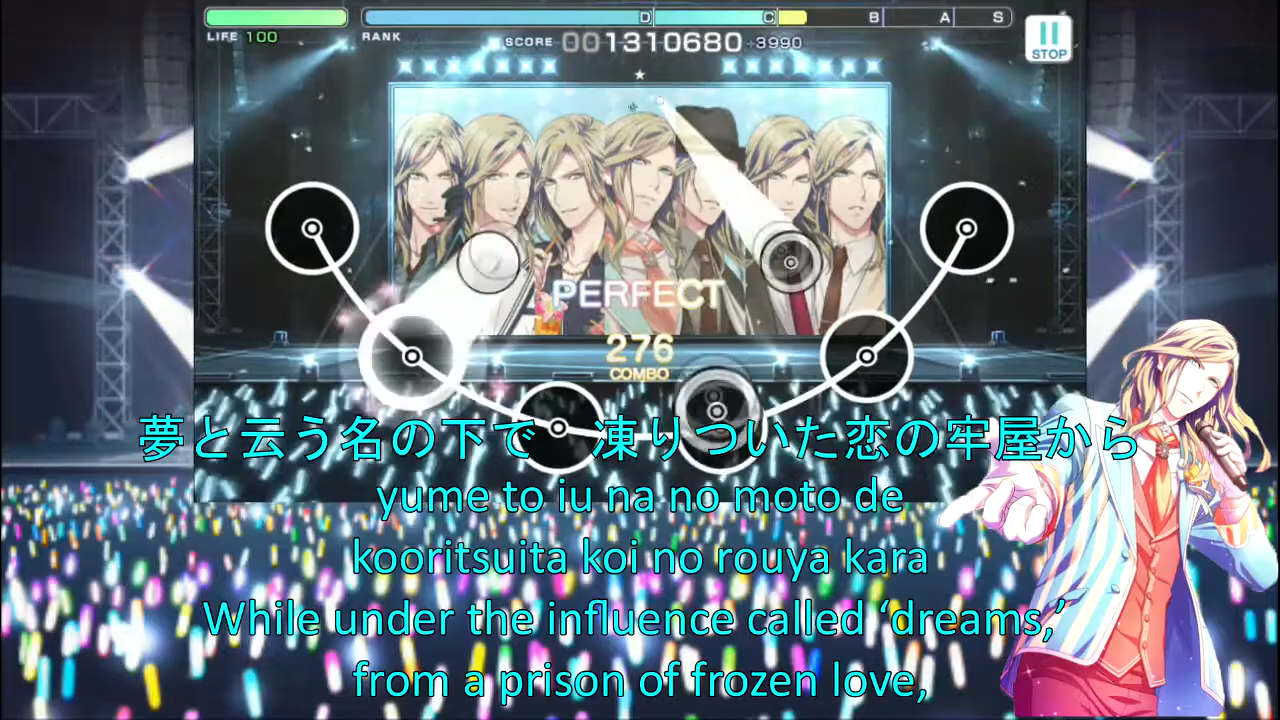 D C B A S
LIFE 100
RANK
SCORE 001310680 +3990
STOP
PERFECT
276
COMBO
夢と云う名の下で　凍りついた恋の牢屋から
yume to iu na no moto de
kooritsuita koi no rouya kara
While under the influence called ‘dreams,’
from a prison of frozen love,